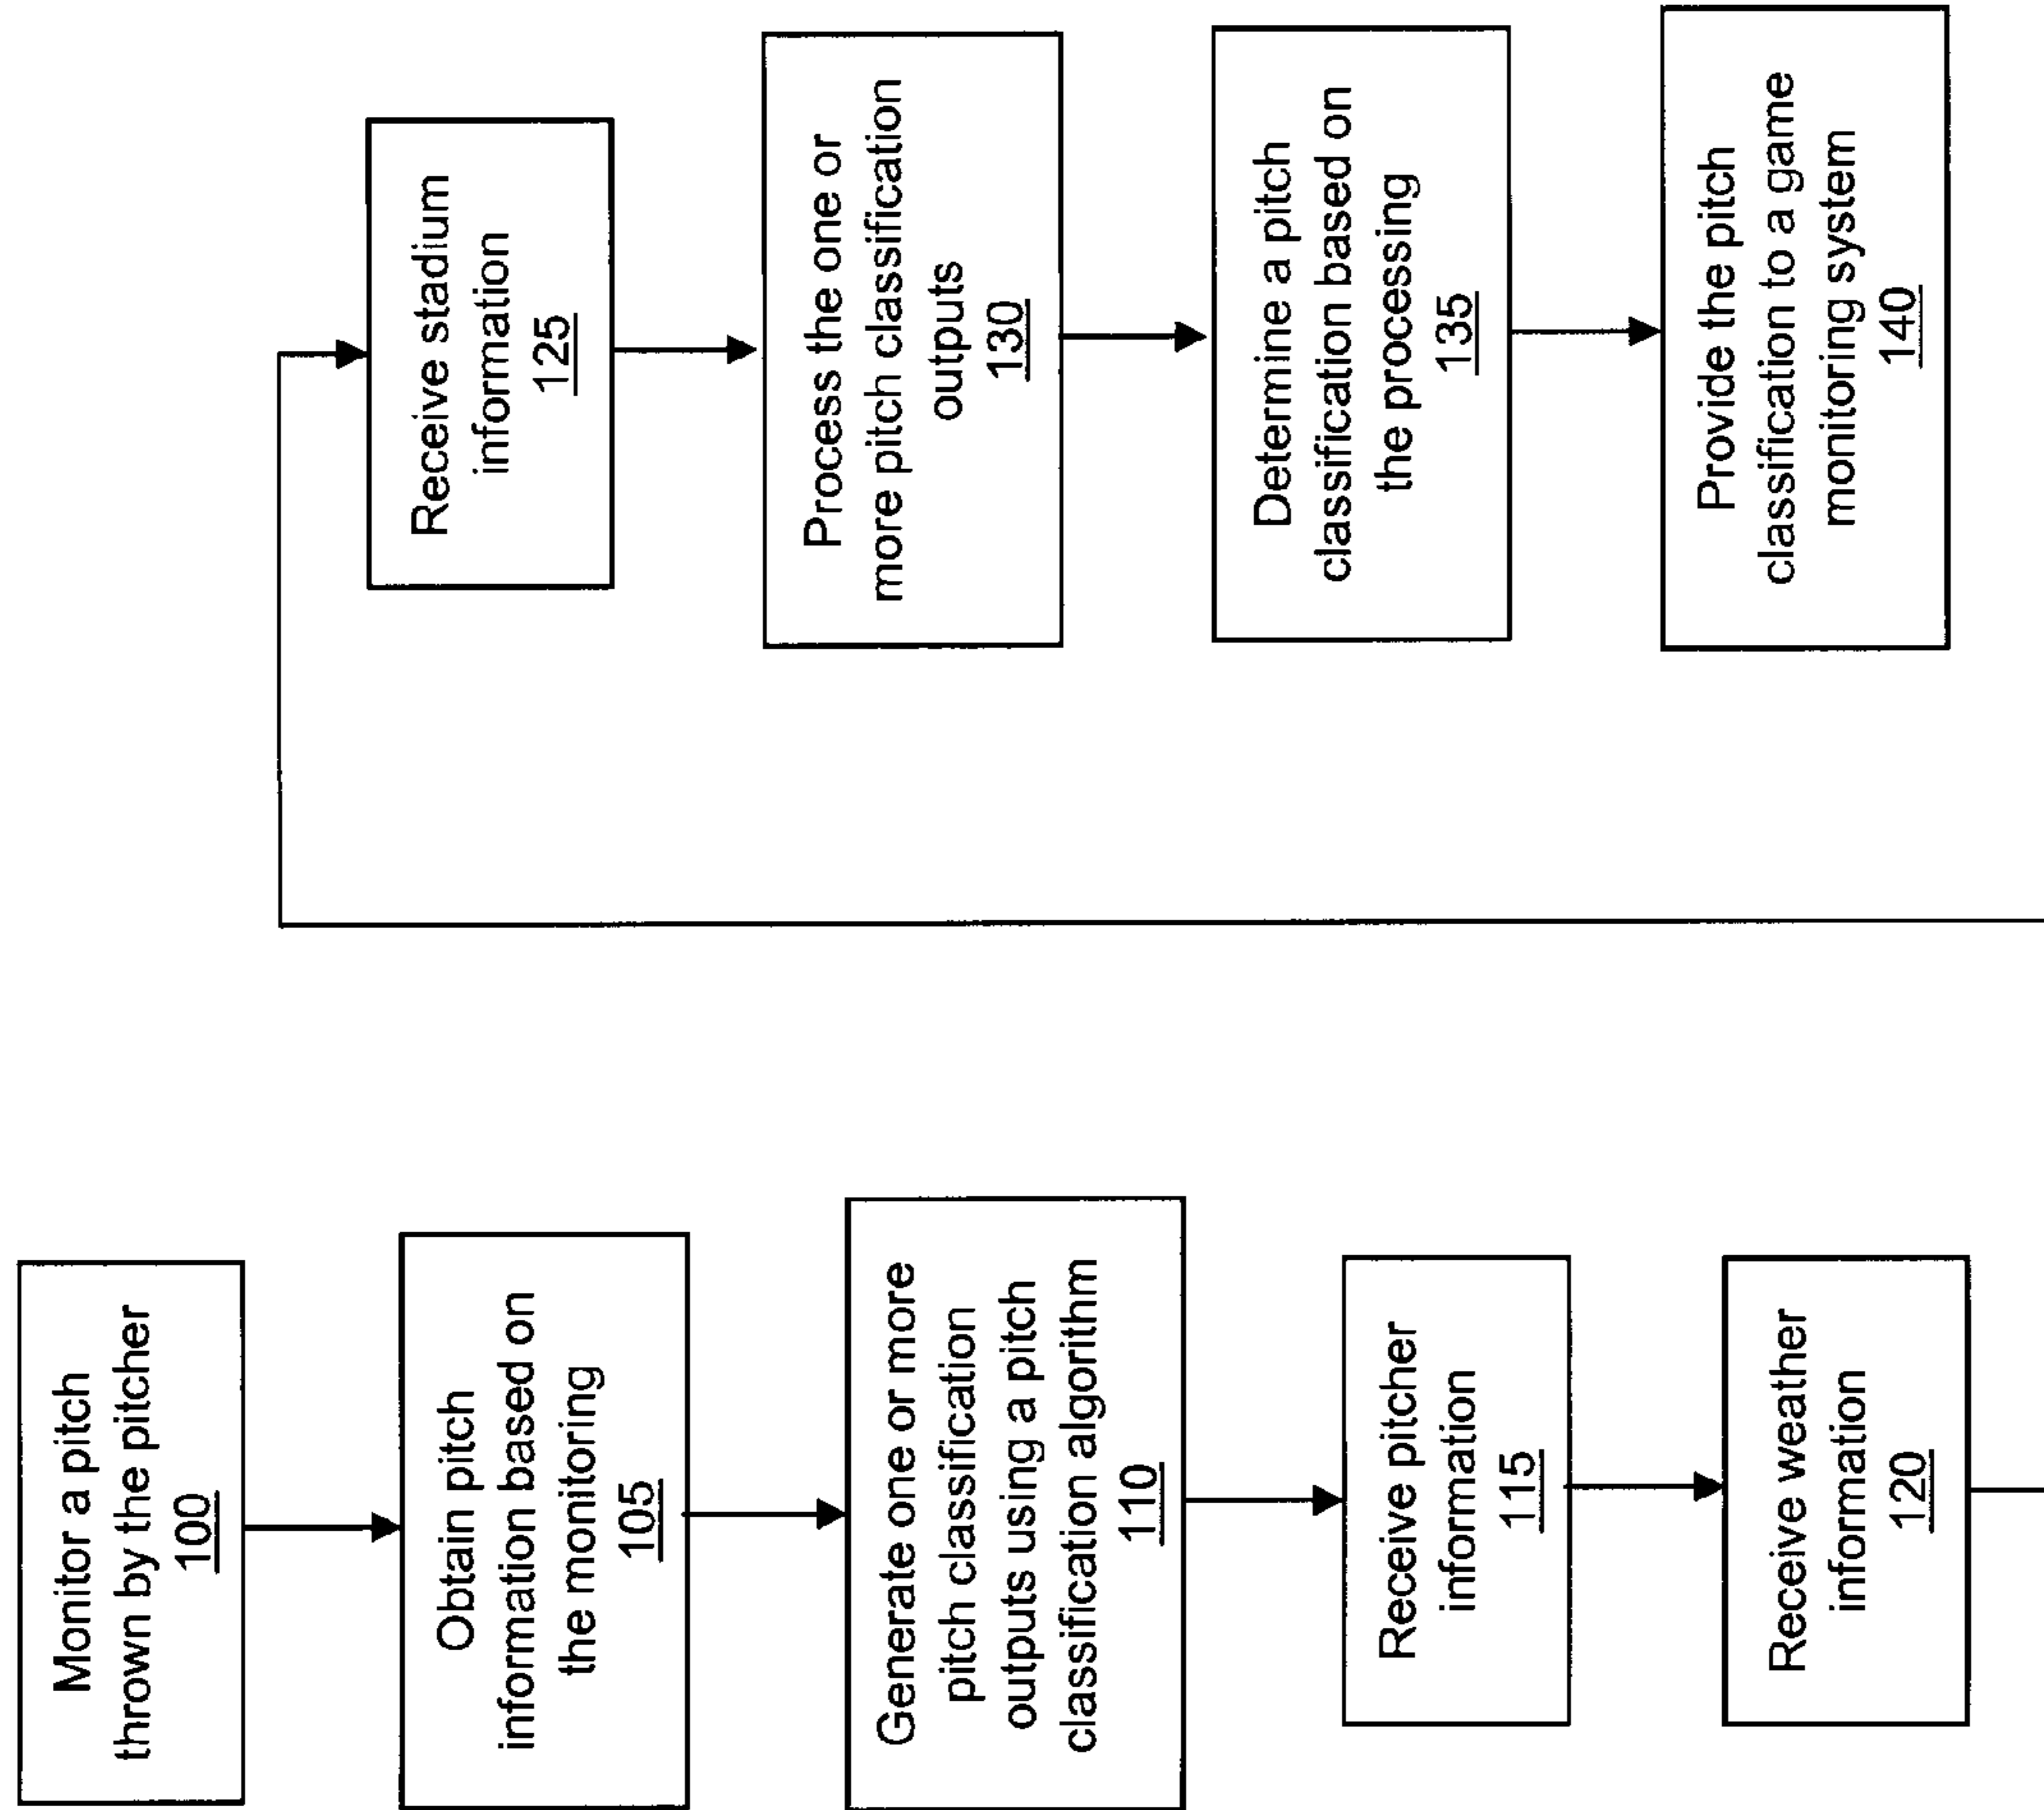 Monitor a pitch
thrown by the pitcher
100
Obtain pitch
information based on
the monitoring
105
Generate one or more
pitch classification
outputs using a pitch
classification algorithm
110
Receive pitcher
information
115
Receive weather
information
120
Receive stadium
information
125
Process the one or
more pitch classification
outputs
130
Determine a pitch
classification based on
the processing
135
Provide the pitch
classification to a game
monitoring system
140